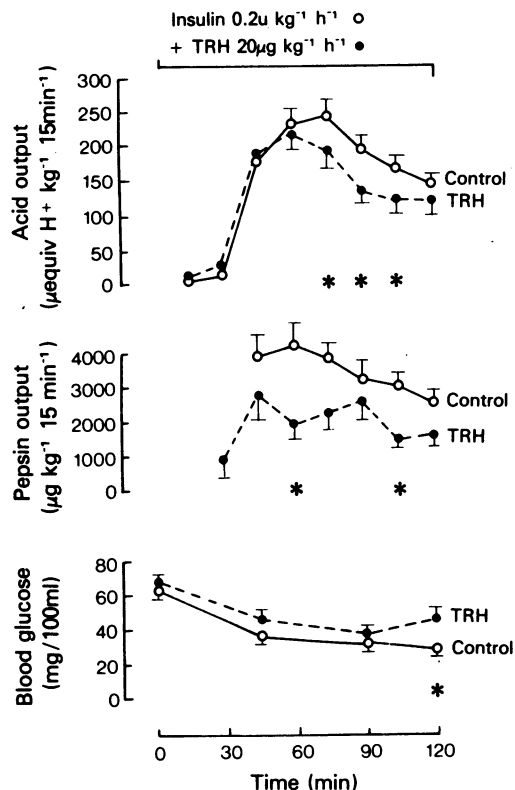 Insulin 0.2u kg⁻¹ h⁻¹ ○
+ TRH 20µg kg⁻¹ h⁻¹ ●
Acid output
(µequiv H+ kg⁻¹ 15min⁻¹)
300
250
200
150
100
50
0
Control
TRH
* * *
Pepsin output
(µg kg⁻¹ 15 min⁻¹)
4000
3000
2000
1000
0
Control
TRH
* *
Blood glucose
(mg/100ml)
80
60
40
20
0
TRH
Control
*
0 30 60 90 120
Time (min)